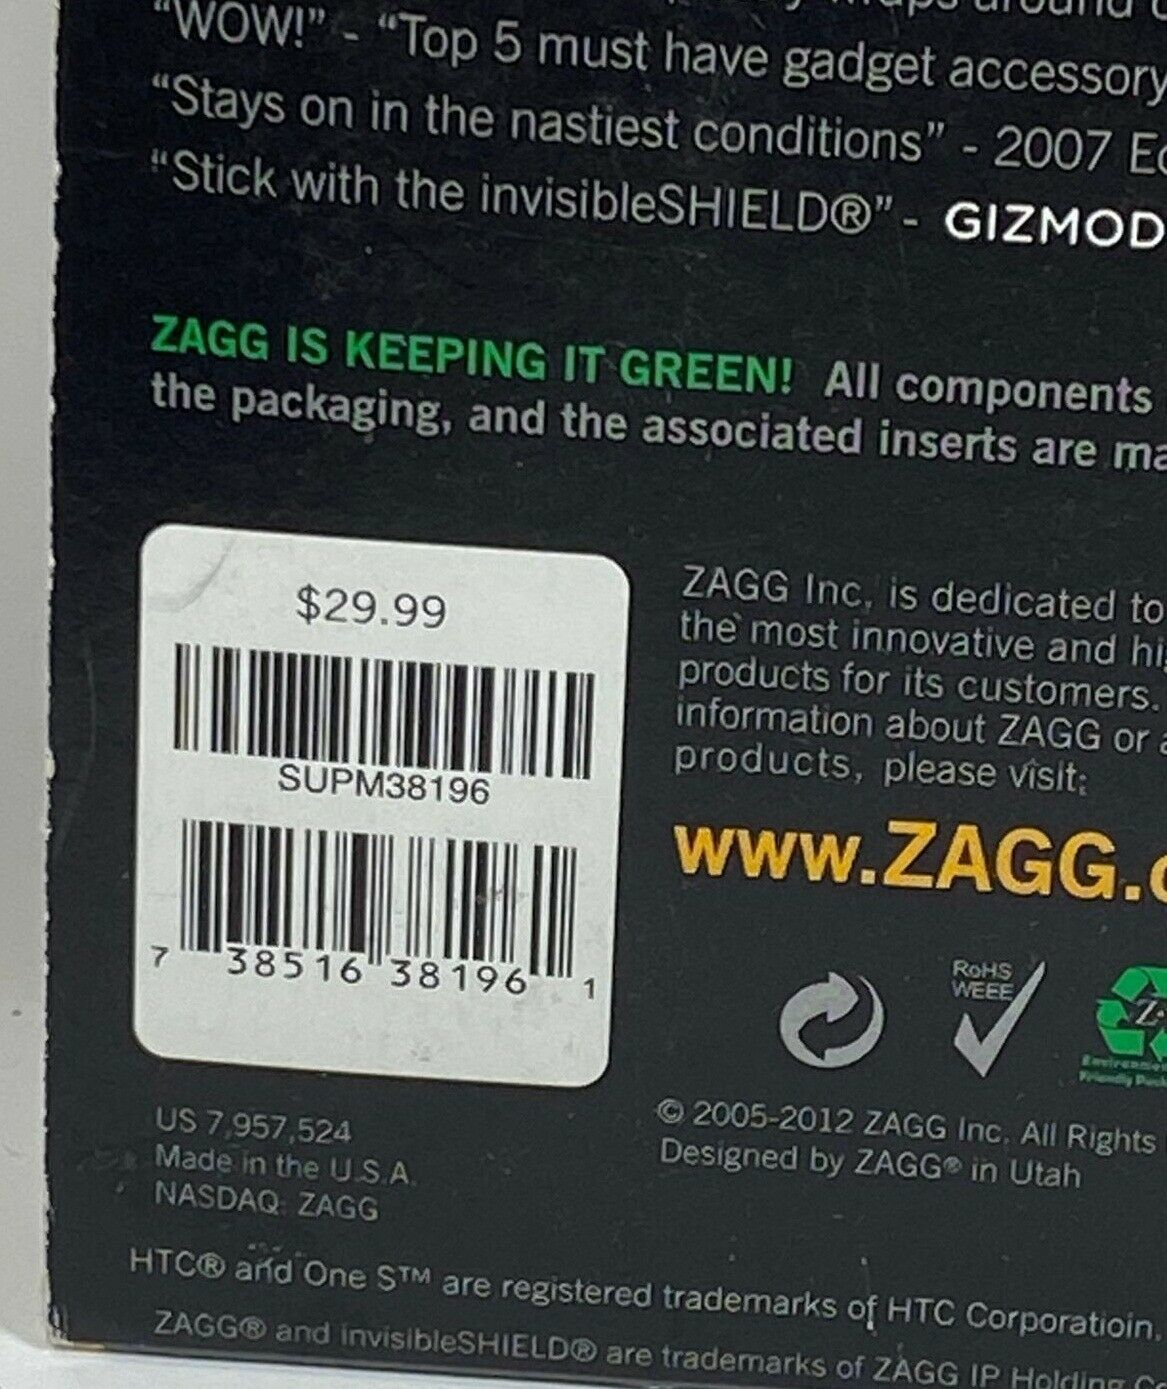 around
"WOW!" - "Top 5 must have gadget accessory
"Stays on in the nastiest conditions" - 2007
"Stick with the invisibleSHIELD®" - GIZMOD
ZAGG IS KEEPING IT GREEN! All components
the packaging, and the associated inserts are ma
$29.99
SUPM38196
7 38516 38196 1
ZAGG Inc. is dedicated to
the most innovative and hi
products for its customers.
information about ZAGG or a
products, please visit:
www.ZAGG.c
RoHS
WEEE
Z
US 7,957,524
Made in the U.S.A.
NASDAQ: ZAGG
© 2005-2012 ZAGG Inc. All Rights
Designed by ZAGG® in Utah
HTC® and One S™ are registered trademarks of HTC Corporatioin.
ZAGG® and invisibleSHIELD® are trademarks of ZAGG IP Holding Co